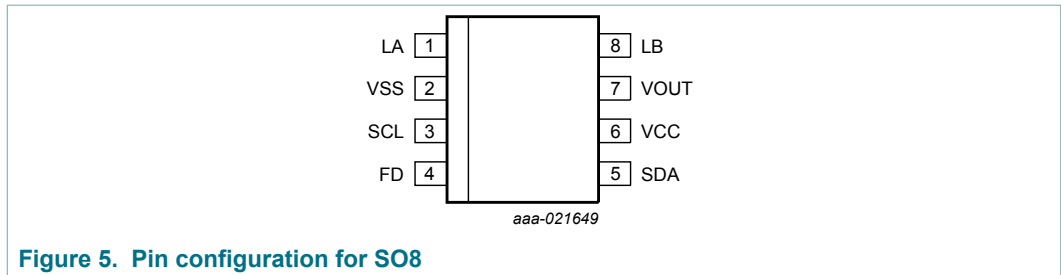 LA 1 8 LB
VSS 2 7 VOUT
SCL 3 6 VCC
FD 4 5 SDA
aaa-021649
Figure 5. Pin configuration for SO8